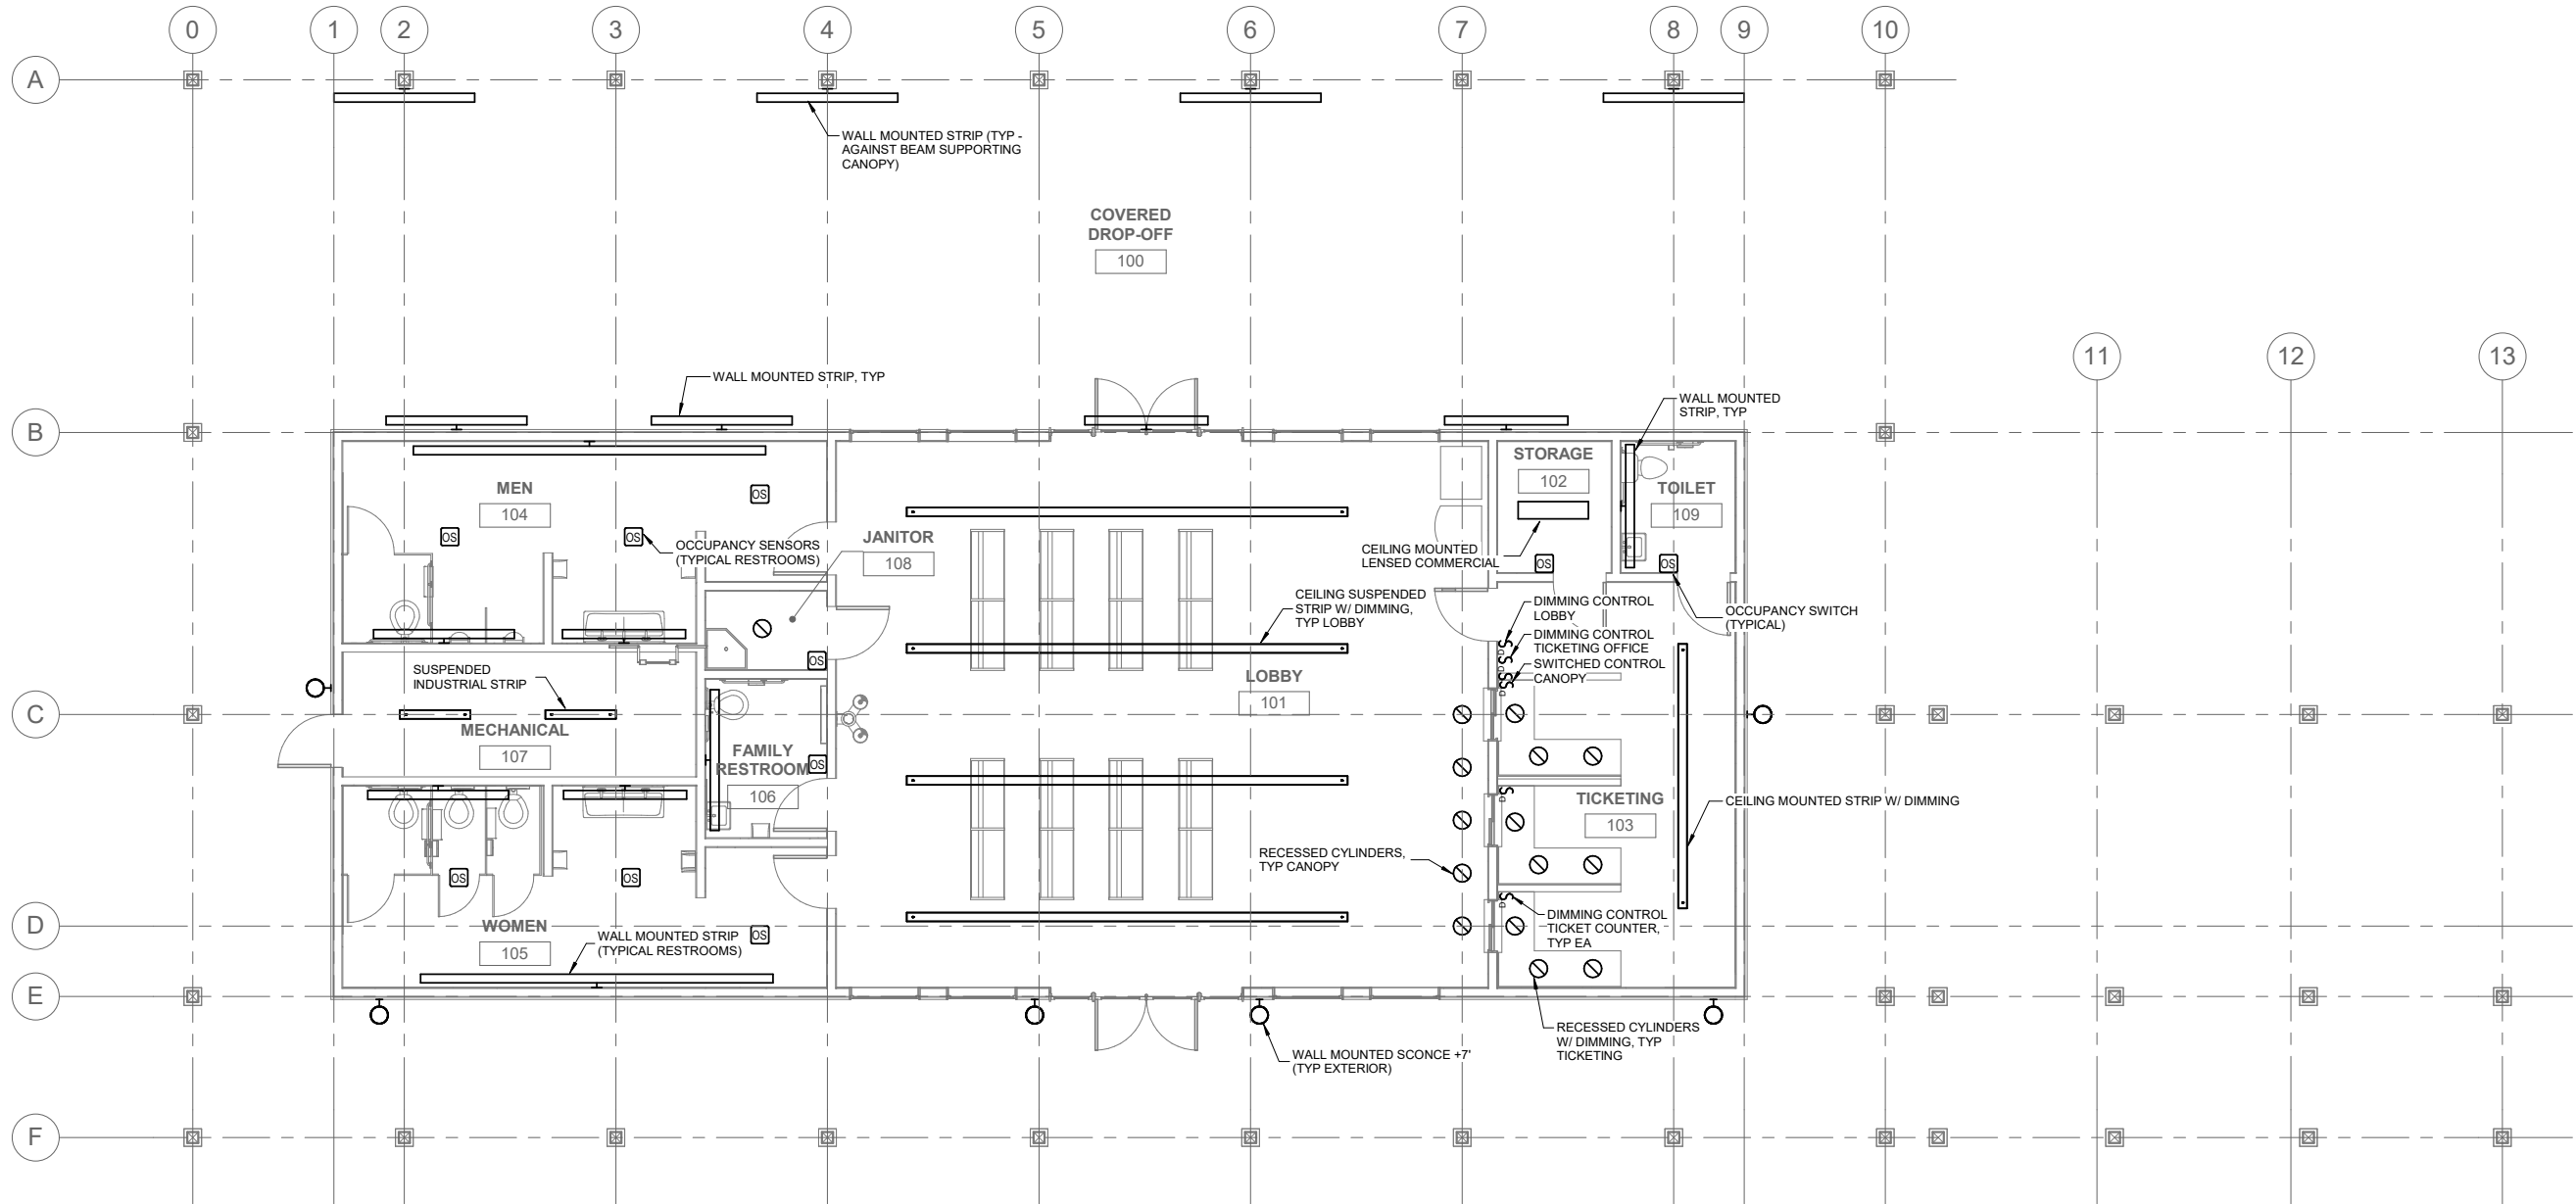 0
1
2
3
4
5
6
7
8
9
10
A
WALL MOUNTED STRIP (TYP -
AGAINST BEAM SUPPORTING
CANOPY)
COVERED
DROP-OFF
100
11
12
13
WALL MOUNTED STRIP, TYP
WALL MOUNTED
STRIP, TYP
B
MEN
104
OS
OS
OS
OCCUPANCY SENSORS
(TYPICAL RESTROOMS)
JANITOR
108
STORAGE
102
TOILET
109
CEILING MOUNTED
LENSED COMMERCIAL
OS
OS
OCCUPANCY SWITCH
(TYPICAL)
CEILING SUSPENDED
STRIP W/ DIMMING,
TYP LOBBY
DIMMING CONTROL
LOBBY
DIMMING CONTROL
TICKETING OFFICE
SWITCHED CONTROL
CANOPY
S
D
S
D
S
S
D
OS
SUSPENDED
INDUSTRIAL STRIP
LOBBY
101
C
MECHANICAL
107
FAMILY
RESTROOM
106
OS
TICKETING
103
S
D
CEILING MOUNTED STRIP W/ DIMMING
RECESSED CYLINDERS,
TYP CANOPY
OS
OS
S
D
DIMMING CONTROL
TICKET COUNTER,
TYP EA
D
WOMEN
105
WALL MOUNTED STRIP
(TYPICAL RESTROOMS)
OS
E
RECESSED CYLINDERS
W/ DIMMING, TYP
TICKETING
WALL MOUNTED SCONCE +7'
(TYP EXTERIOR)
F